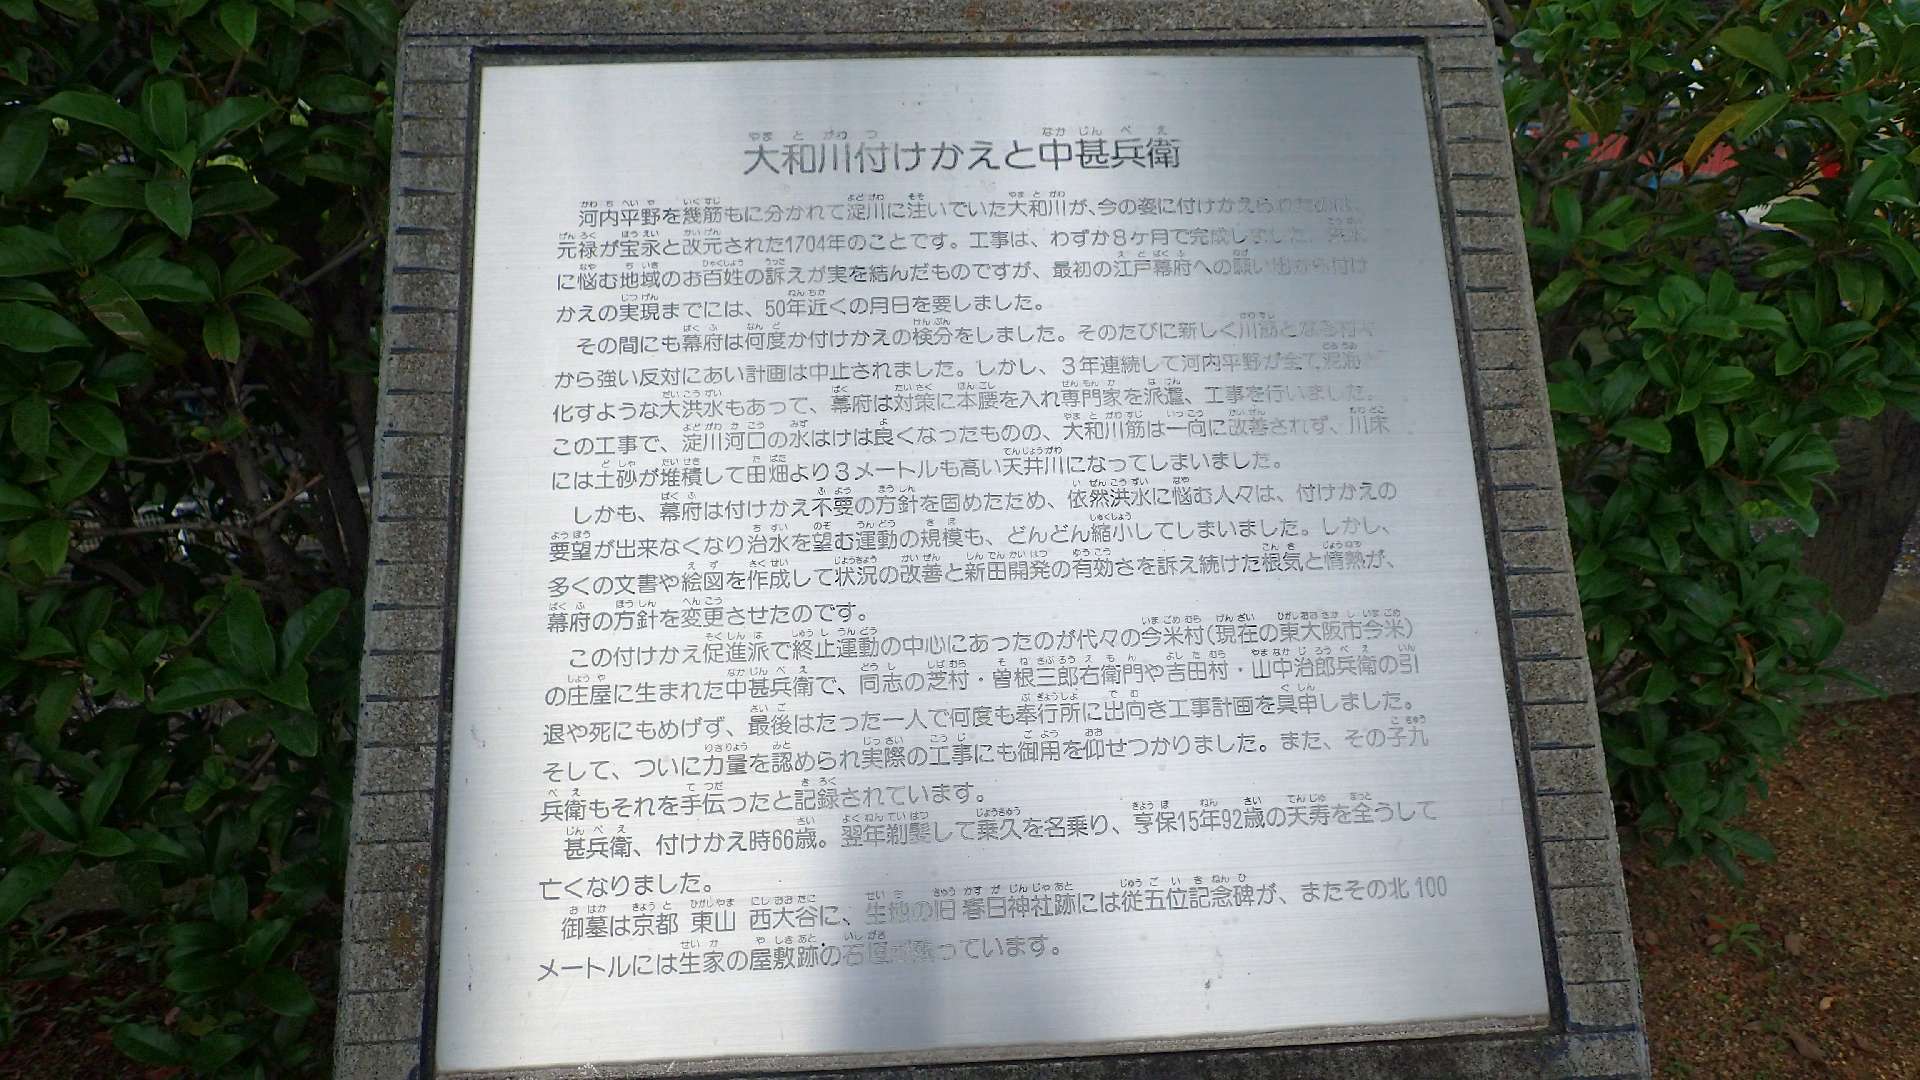 大和川付けかえと中甚兵衛
河内平野を幾筋もに分かれて淀川に注いでいた大和川が、今の姿に付けかえられたのは、
元禄が宝永と改元された1704年のことです。工事は、わずか8ケ月で完成しました。洪水
に悩む地域のお百姓の訴えが実を結んだものですが、最初の江戸幕府への願い出から付け
かえの実現までには、50年近くの月日を要しました。
その間にも幕府は何度か付けかえの検分をしました。そのたびに新しく川筋となる村々
から強い反対にあい計画は中止されました。しかし、3年連続して河内平野が全て泥海
化すような大洪水もあって、幕府は対策に本腰を入れ専門家を派遣、工事を行いました。
この工事で、淀川河口の水はけは良くなったものの、大和川筋は一向に改善されず、川床
には土砂が堆積して田畑より3メートルも高い天井川になってしまいました。
しかも、幕府は付けかえ不要の方針を固めただめ、依然洪水に悩む人々は、付けかえの
要望が出来なくなり治水を望む運動の規模も、どんどん縮小してしまいました。しかし、
多くの文書や絵図を作成して状況の改善と新田開発の有効さを訴え続けた根気と情熱が、
幕府の方針を変更させたのです。
この付けかえ促進派で終止運動の中心にあったのが代々の今米村(現在の東大阪市今米)
の庄屋に生まれた中甚兵衛で、同志の芝村・曽根三郎右衛門や吉田村・山中治郎兵衛の引
退や死にもめげず、最後はたった一人で何度も奉行所に出向き工事計画を具申しました。
そして、ついに力量を認められ実際の工事にも御用を仰せつかりました。また、その子九
兵衛もそれを手伝ったと記録されています。
甚兵衛、付けかえ時66歳。翌年剃髪して乗久を名乗り、享保15年92歳の天寿を全うして
亡くなりました。
御墓は京都 東山 西大谷に、生地の旧春日神社跡には従五位記念碑が、またその北100
メートルには生家の屋敷跡の石垣が残っています。